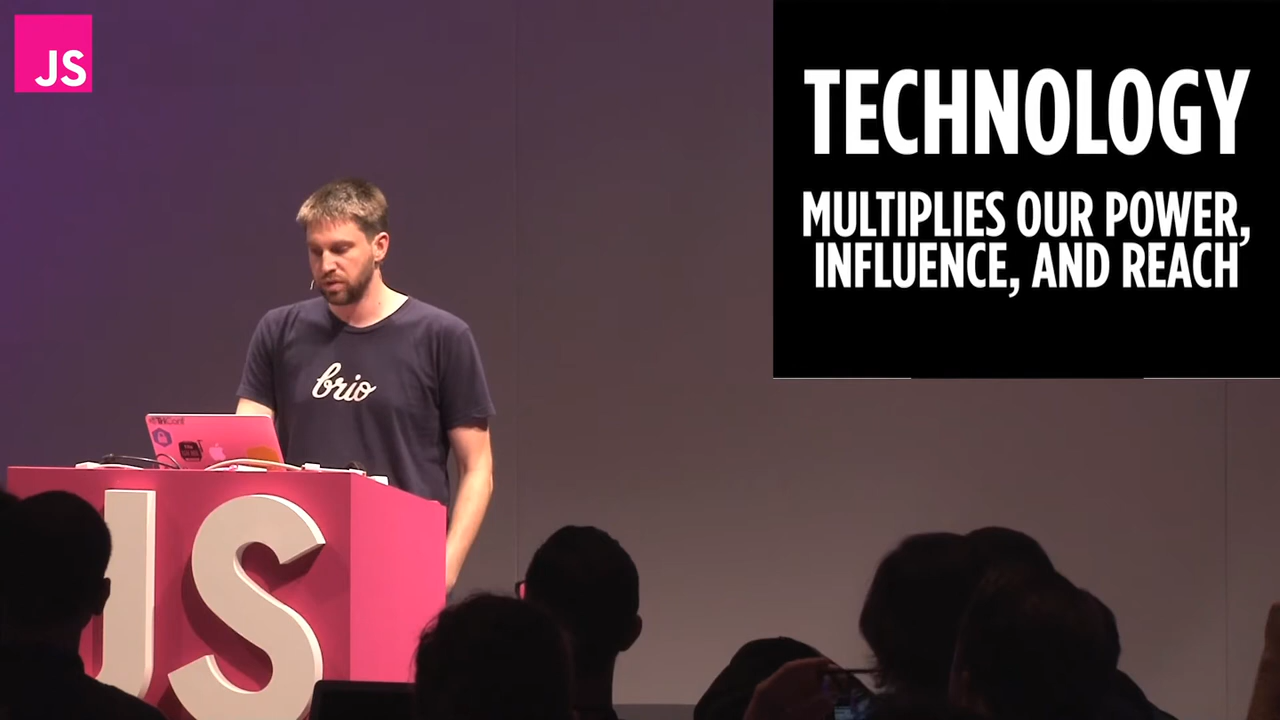 JS
TECHNOLOGY
MULTIPLIES OUR POWER,
INFLUENCE, AND REACH
brio
JS